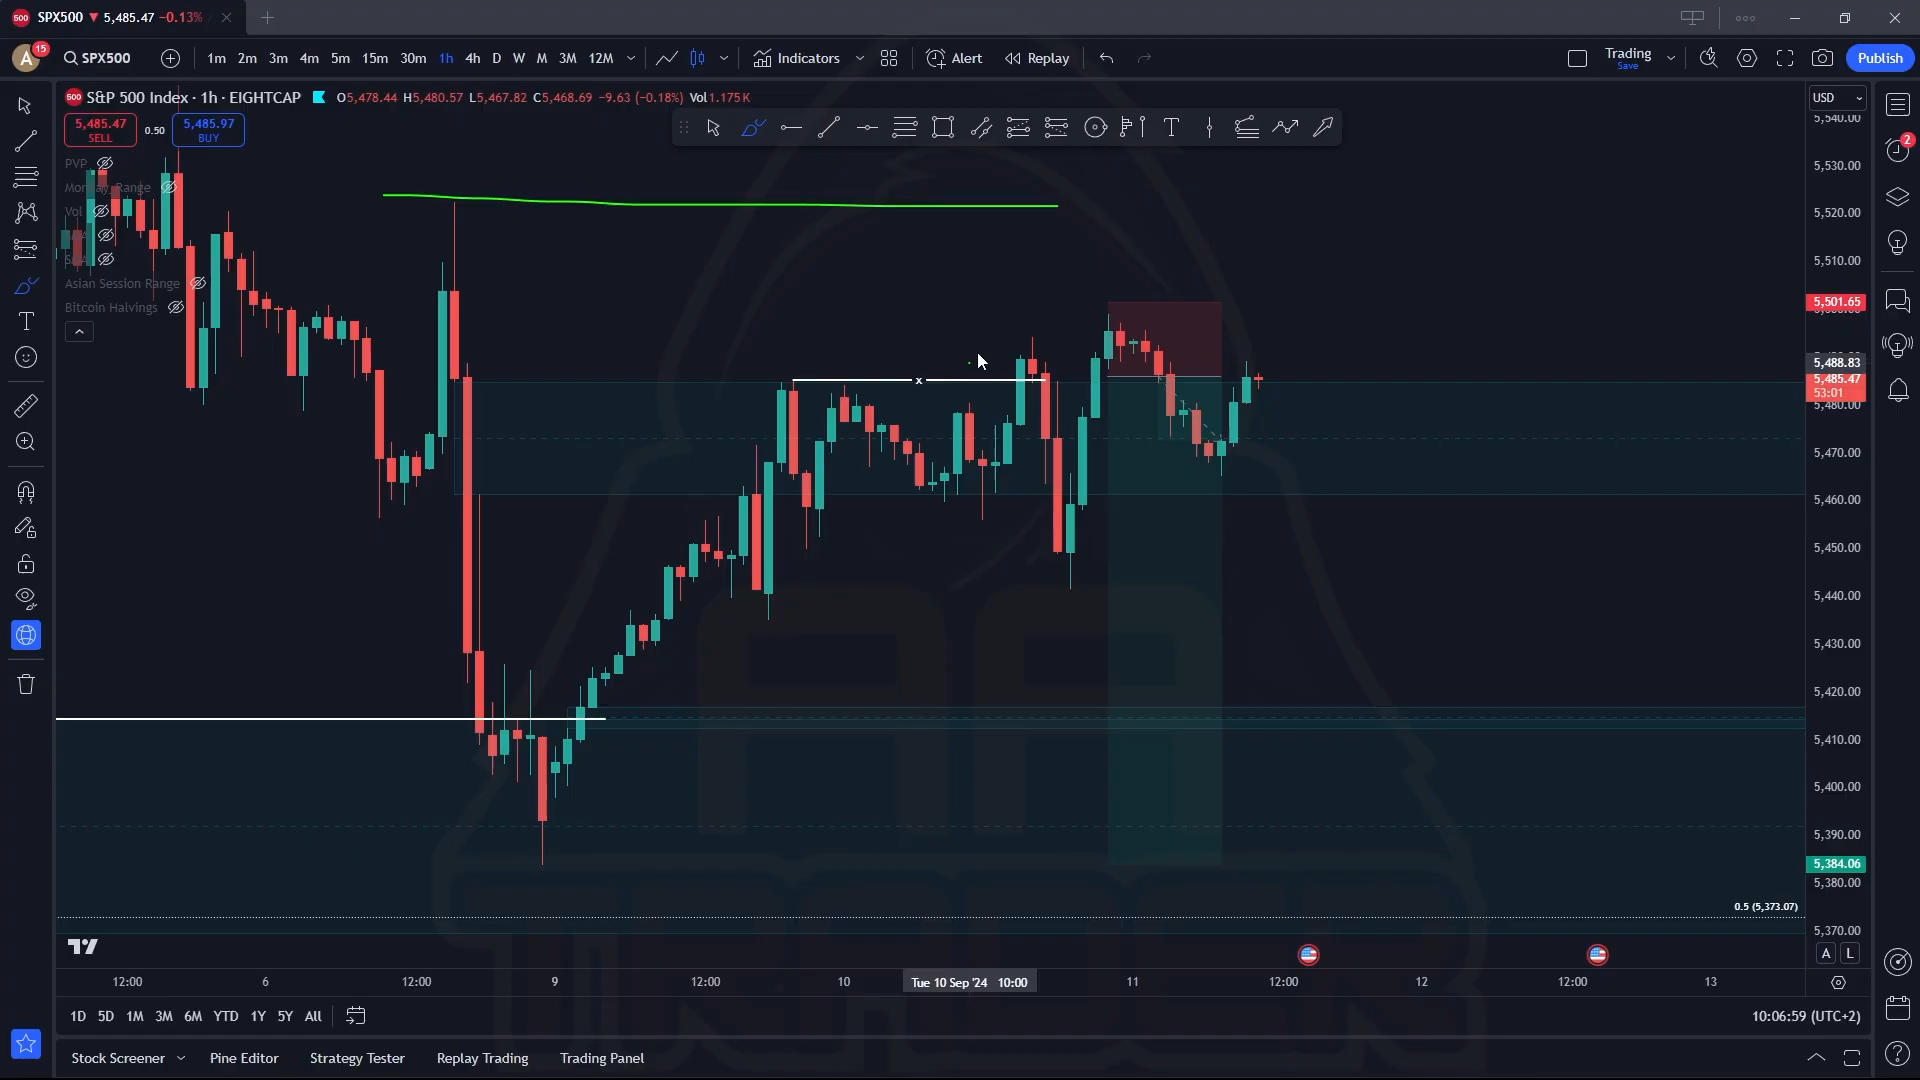 500 SPX500 5,485.47 −0.13%
A 15 SPX500 1m 2m 3m 4m 5m 15m 30m 1h 4h D W M 3M 12M Indicators Alert Replay Trading Save Publish
500 S&P 500 Index · 1h · EIGHTCAP O5,478.44 H5,480.57 L5,467.82 C5,468.69 −9.63 (−0.18%) Vol1.175K
USD
5,485.47 SELL 0.50 5,485.97 BUY
PVP
Monday Range
Vol
Asian Session Range
Bitcoin Halvings
T
x
2
5,540.00
5,530.00
5,520.00
5,510.00
5,501.65
5,488.83
5,485.47
53:01
5,480.00
5,470.00
5,460.00
5,450.00
5,440.00
5,430.00
5,420.00
5,410.00
5,400.00
5,390.00
5,384.06
5,380.00
0.5 (5,373.07)
5,370.00
A L
12:00 6 12:00 9 12:00 10 Tue 10 Sep '24 10:00 11 12:00 12 12:00 13
1D 5D 1M 3M 6M YTD 1Y 5Y All 10:06:59 (UTC+2)
Stock Screener Pine Editor Strategy Tester Replay Trading Trading Panel